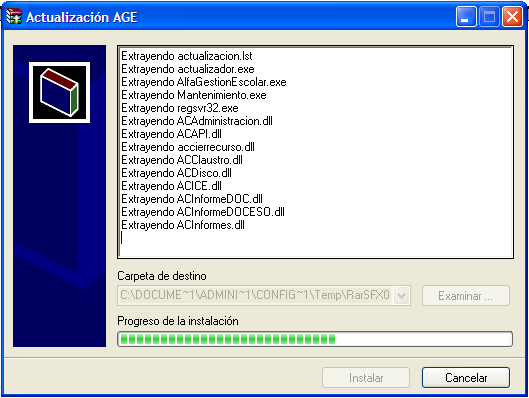 Actualización AGE
Extrayendo actualizacion.lst
Extrayendo actualizador.exe
Extrayendo AlfaGestionEscolar.exe
Extrayendo Mantenimiento.exe
Extrayendo regsvr32.exe
Extrayendo ACAdministracion.dll
Extrayendo ACAPI.dll
Extrayendo accierrecurso.dll
Extrayendo ACClaustro.dll
Extrayendo ACDisco.dll
Extrayendo ACICE.dll
Extrayendo ACInformeDOC.dll
Extrayendo ACInformeDOCESO.dll
Extrayendo ACInformes.dll
Carpeta de destino
C:\DOCUME~1\ADMINI~1\CONFIG~1\Temp\RarSFX0
Examinar ...
Progreso de la instalación
Instalar
Cancelar